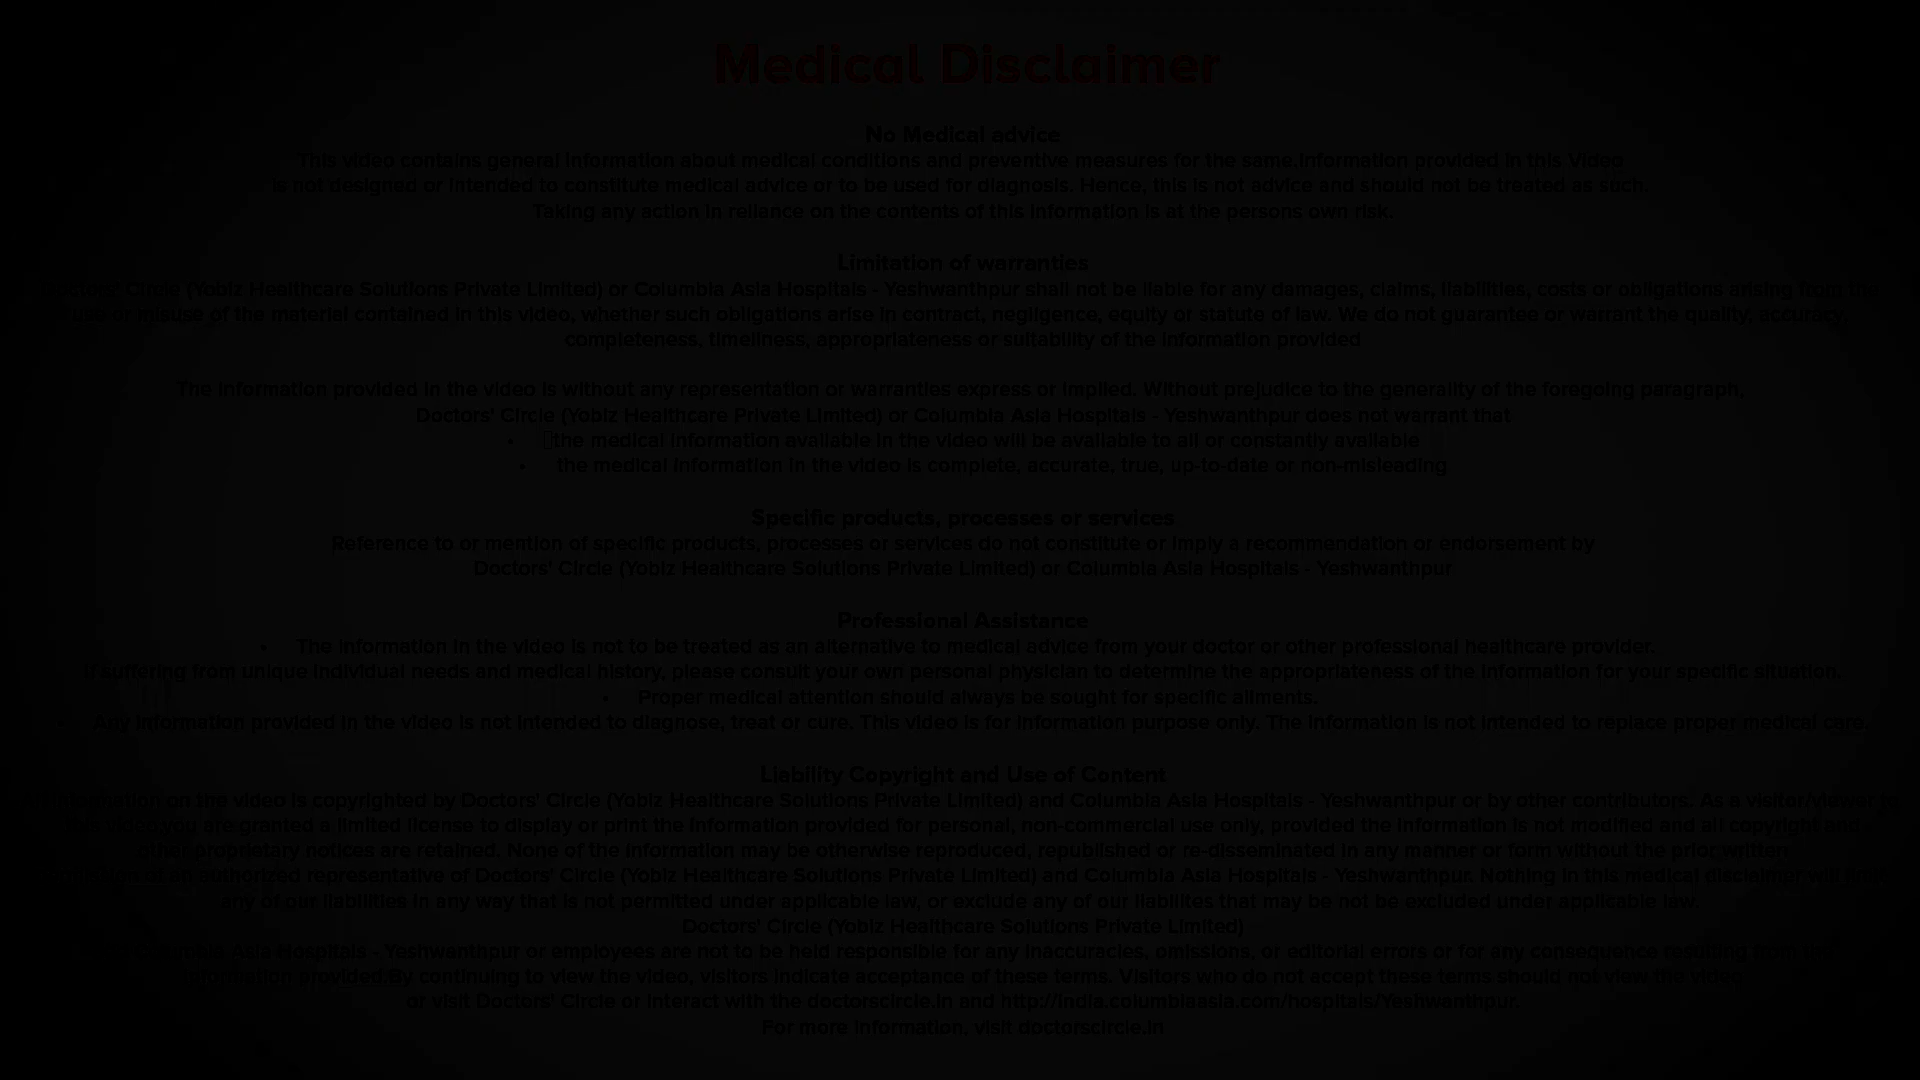 Medical Disclaimer
No Medical advice
This video contains general information about medical conditions and preventive measures for the same.Information provided in this Video
is not designed or intended to constitute medical advice or to be used for diagnosis. Hence, this is not advice and should not be treated as such.
Taking any action in reliance on the contents of this information is at the persons own risk.
Limitation of warranties
Doctors' Circle (Yobiz Healthcare Solutions Private Limited) or Columbia Asia Hospitals - Yeshwanthpur shall not be liable for any damages, claims, liabilities, costs or obligations arising from the
use or misuse of the material contained in this video, whether such obligations arise in contract, negligence, equity or statute of law. We do not guarantee or warrant the quality, accuracy,
completeness, timeliness, appropriateness or suitability of the information provided
The information provided in the video is without any representation or warranties express or implied. Without prejudice to the generality of the foregoing paragraph,
Doctors' Circle (Yobiz Healthcare Private Limited) or Columbia Asia Hospitals - Yeshwanthpur does not warrant that
• the medical information available in the video will be available to all or constantly available
• the medical information in the video is complete, accurate, true, up-to-date or non-misleading
Specific products, processes or services
Reference to or mention of specific products, processes or services do not constitute or imply a recommendation or endorsement by
Doctors' Circle (Yobiz Healthcare Solutions Private Limited) or Columbia Asia Hospitals - Yeshwanthpur
Professional Assistance
• The information in the video is not to be treated as an alternative to medical advice from your doctor or other professional healthcare provider.
If suffering from unique individual needs and medical history, please consult your own personal physician to determine the appropriateness of the information for your specific situation.
• Proper medical attention should always be sought for specific ailments.
• Any information provided in the video is not intended to diagnose, treat or cure. This video is for information purpose only. The information is not intended to replace proper medical care.
Liability Copyright and Use of Content
information on the video is copyrighted by Doctors' Circle (Yobiz Healthcare Solutions Private Limited) and Columbia Asia Hospitals - Yeshwanthpur or by other contributors. As a visitor/viewer to
this video,you are granted a limited license to display or print the information provided for personal, non-commercial use only, provided the information is not modified and all copyright and
other proprietary notices are retained. None of the information may be otherwise reproduced, republished or re-disseminated in any manner or form without the prior written
of an authorized representative of Doctors' Circle (Yobiz Healthcare Solutions Private Limited) and Columbia Asia Hospitals - Yeshwanthpur. Nothing in this medical disclaimer will limit
any of our liabilities in any way that is not permitted under applicable law, or exclude any of our liabilites that may be not be excluded under applicable law.
Doctors' Circle (Yobiz Healthcare Solutions Private Limited)
Columbia Asia Hospitals - Yeshwanthpur or employees are not to be held responsible for any inaccuracies, omissions, or editorial errors or for any consequence resulting from the
information provided.By continuing to view the video, visitors indicate acceptance of these terms. Visitors who do not accept these terms should not view the video
or visit Doctors' Circle or interact with the doctorscircle.in and http://india.columbiaasia.com/hospitals/Yeshwanthpur.
For more information, visit doctorscircle.in